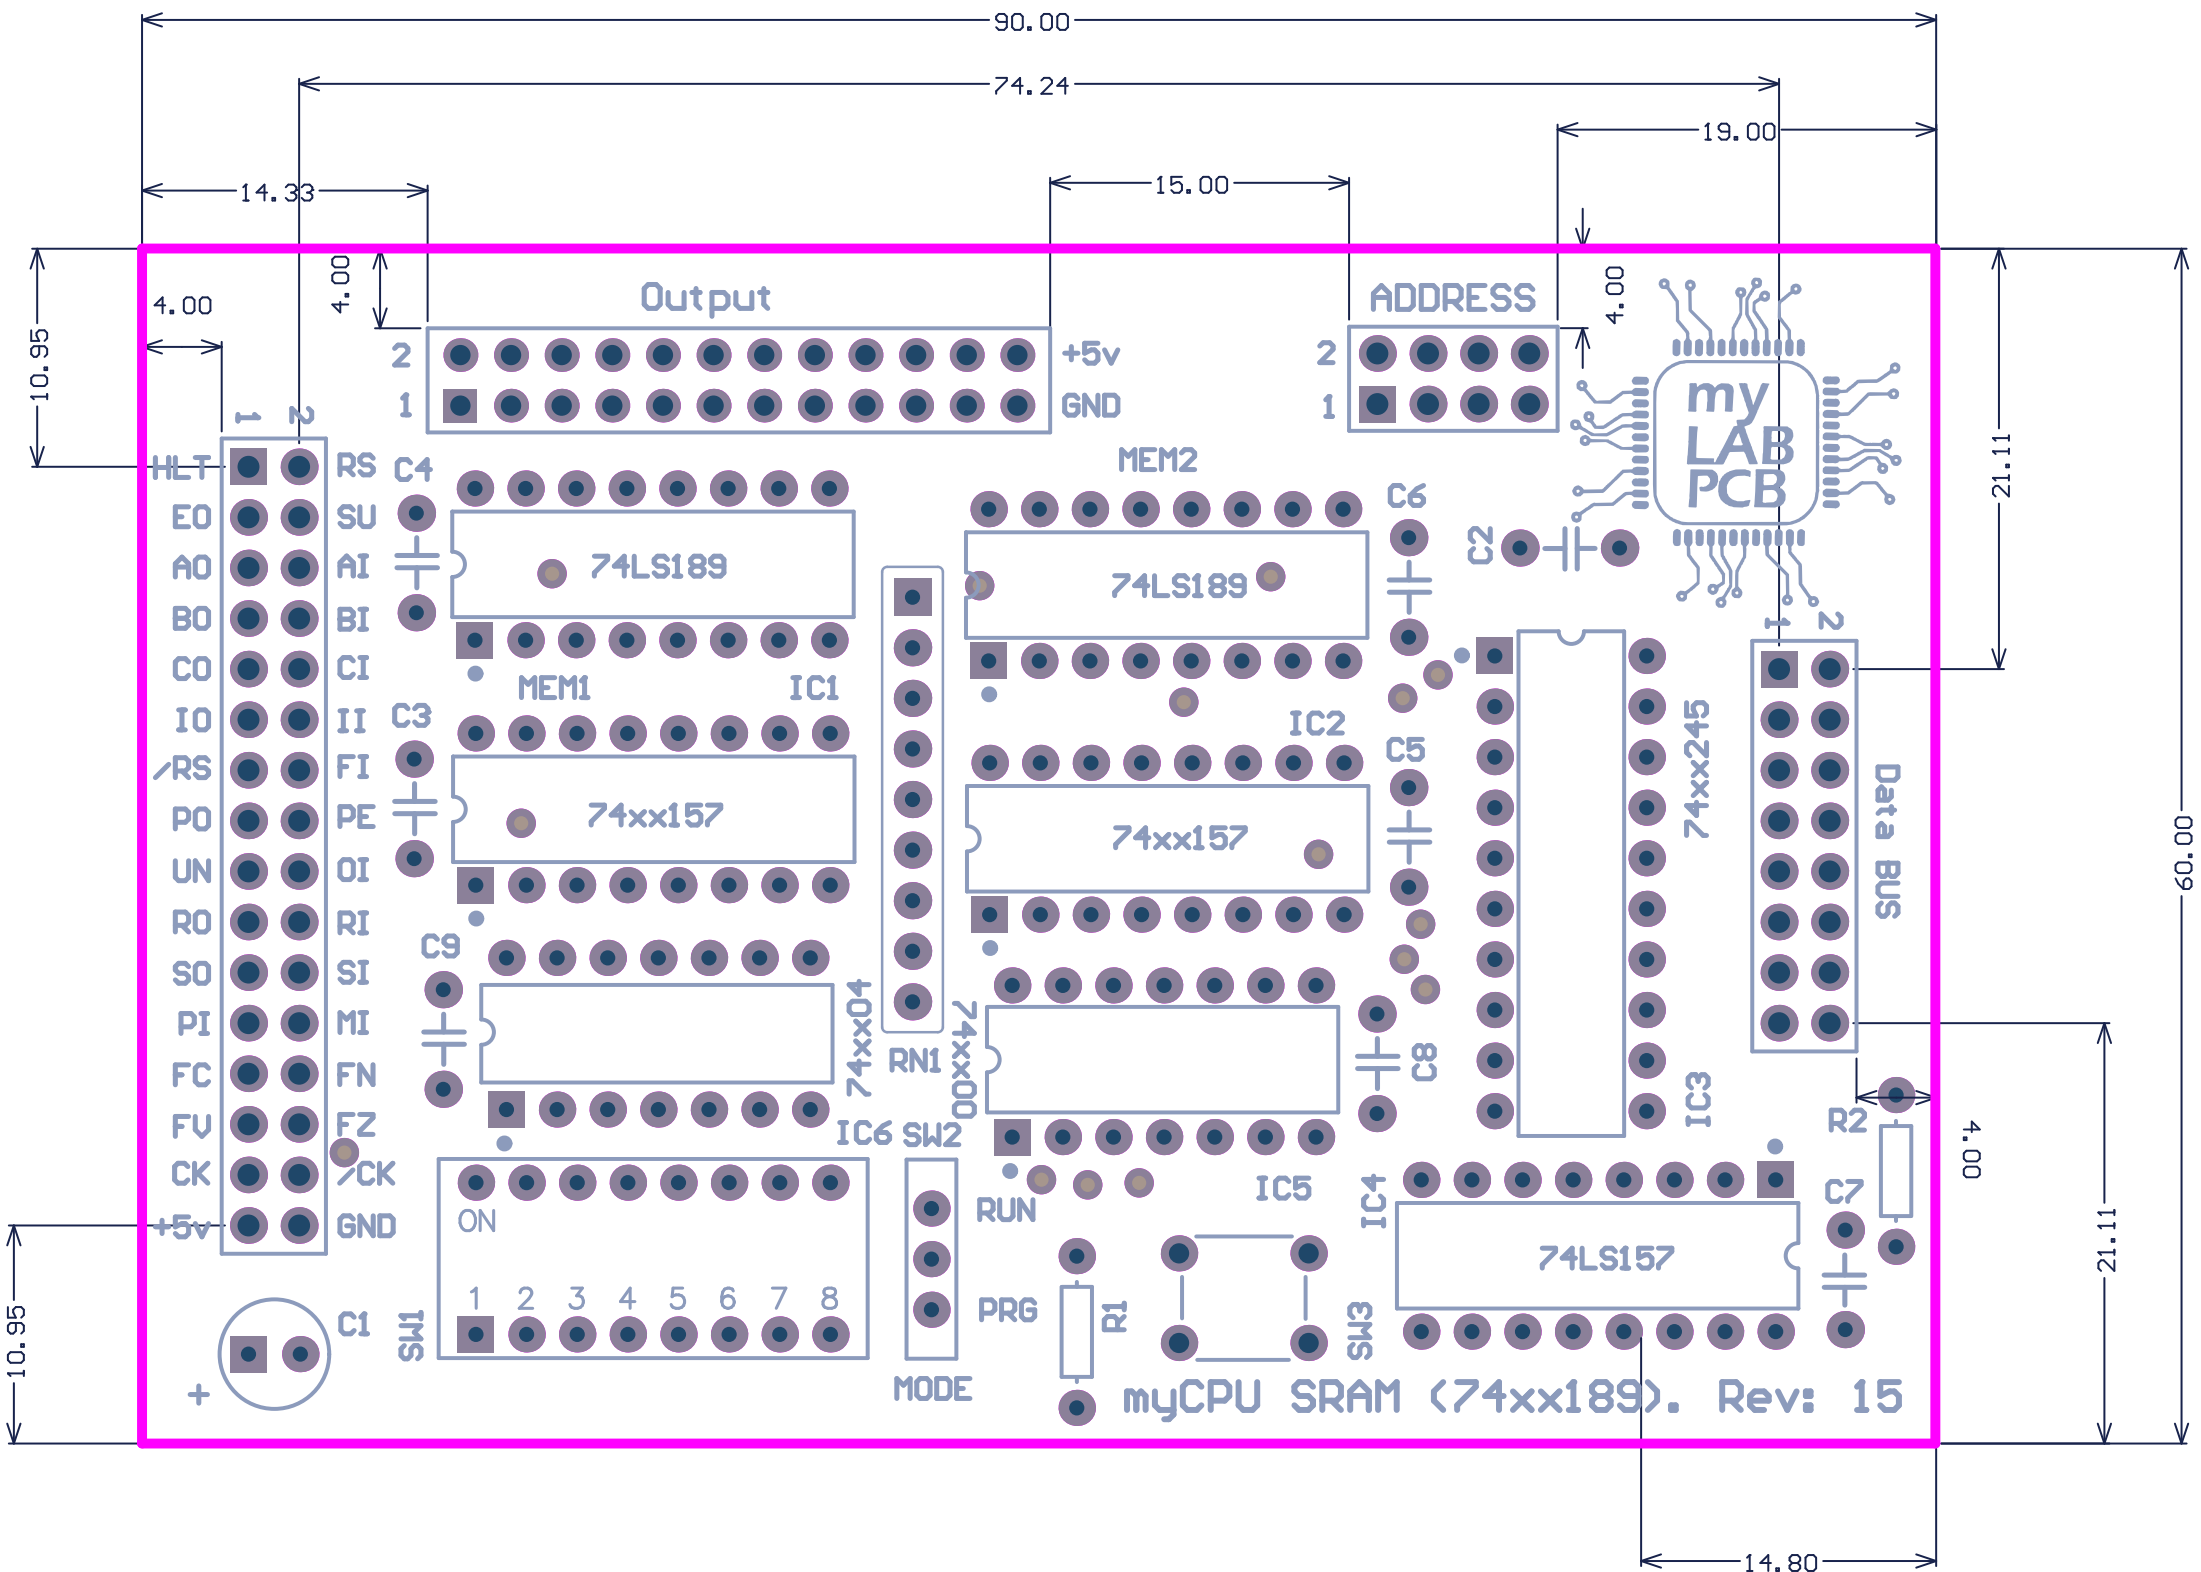 90.00
74.24
19.00
14.33
15.00
4.00
4.00
4.00
10.95
Output
ADDRESS
2
+5v
1
GND
2
1
my
LAB
PCB
21.11
60.00
1
2
HLT
RS
EO
SU
AO
AI
BO
BI
CO
CI
IO
II
/RS
FI
PO
PE
UN
OI
RO
RI
SO
SI
PI
MI
FC
FN
FV
FZ
CK
/CK
+5v
GND
C4
74LS189
MEM1
IC1
MEM2
74LS189
IC2
C6
C2
C3
74xx157
C5
74xx157
74xx245
IC3
1
2
Data BUS
C9
74xx04
IC6
RN1
74xx00
IC5
C8
SW2
RUN
PRG
MODE
ON
1 2 3 4 5 6 7 8
SW1
R1
SW3
IC4
74LS157
C7
R2
4.00
21.11
10.95
C1
+
myCPU SRAM (74xx189). Rev: 15
14.80